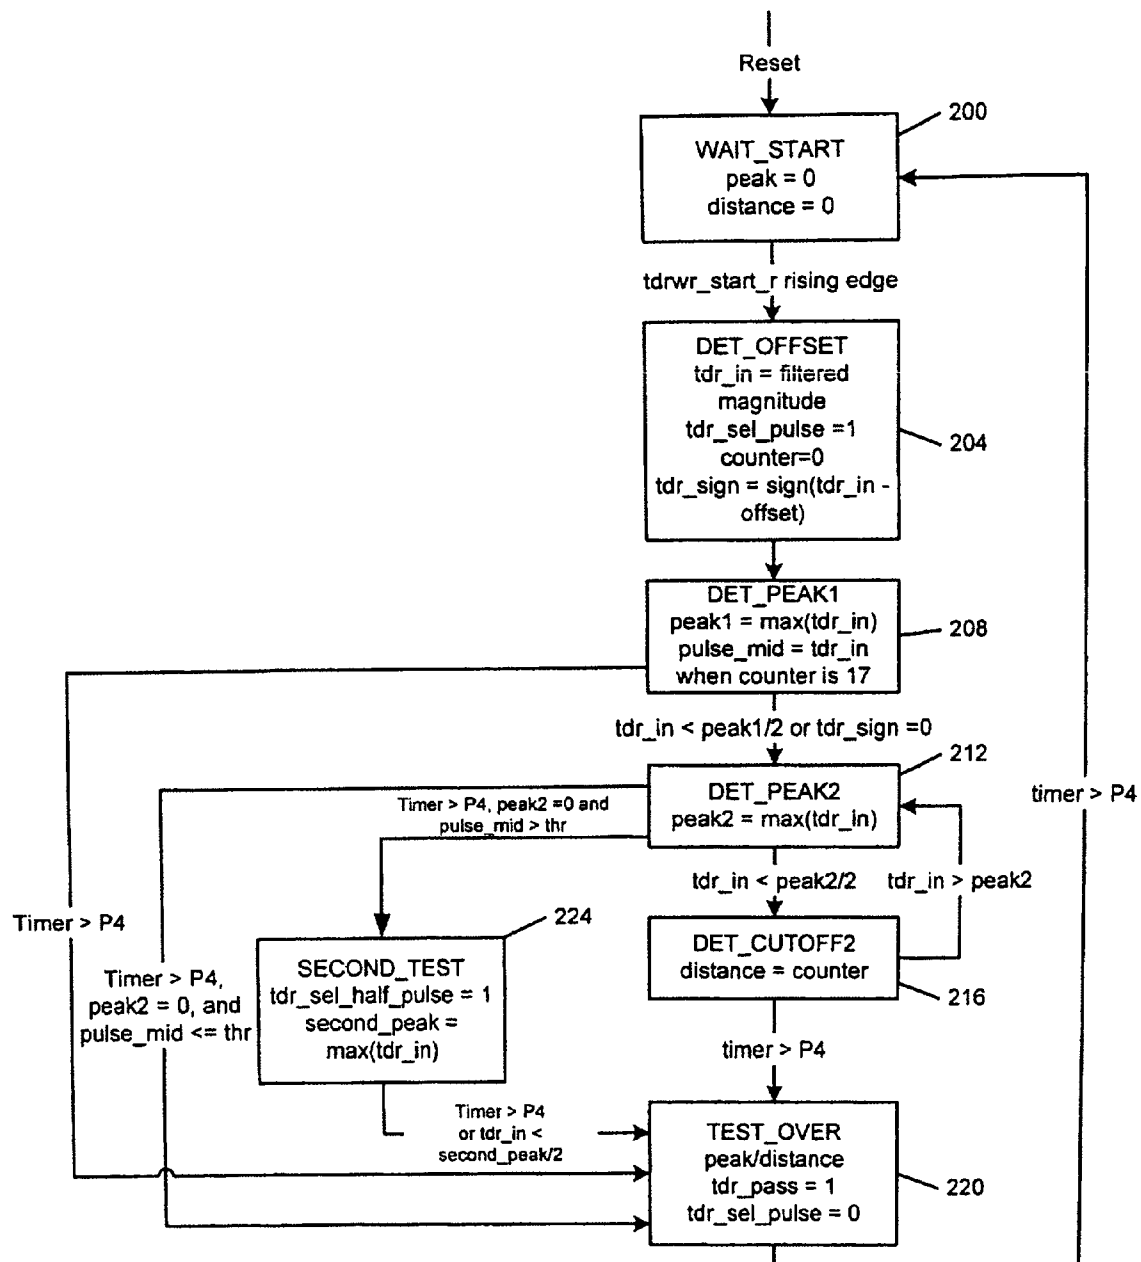 Reset
200
WAIT_START
peak = 0
distance = 0
tdrwr_start_r rising edge
DET_OFFSET
tdr_in = filtered
magnitude
tdr_sel_pulse =1
counter=0
tdr_sign = sign(tdr_in -
offset)
204
DET_PEAK1
peak1 = max(tdr_in)
pulse_mid = tdr_in
when counter is 17
208
tdr_in < peak1/2 or tdr_sign =0
212
DET_PEAK2
peak2 = max(tdr_in)
Timer > P4, peak2 =0 and
pulse_mid > thr
timer > P4
tdr_in < peak2/2
tdr_in > peak2
Timer > P4
224
DET_CUTOFF2
distance = counter
216
SECOND_TEST
tdr_sel_half_pulse = 1
second_peak =
max(tdr_in)
Timer > P4,
peak2 = 0, and
pulse_mid <= thr
timer > P4
Timer > P4
or tdr_in <
second_peak/2
TEST_OVER
peak/distance
tdr_pass = 1
tdr_sel_pulse = 0
220